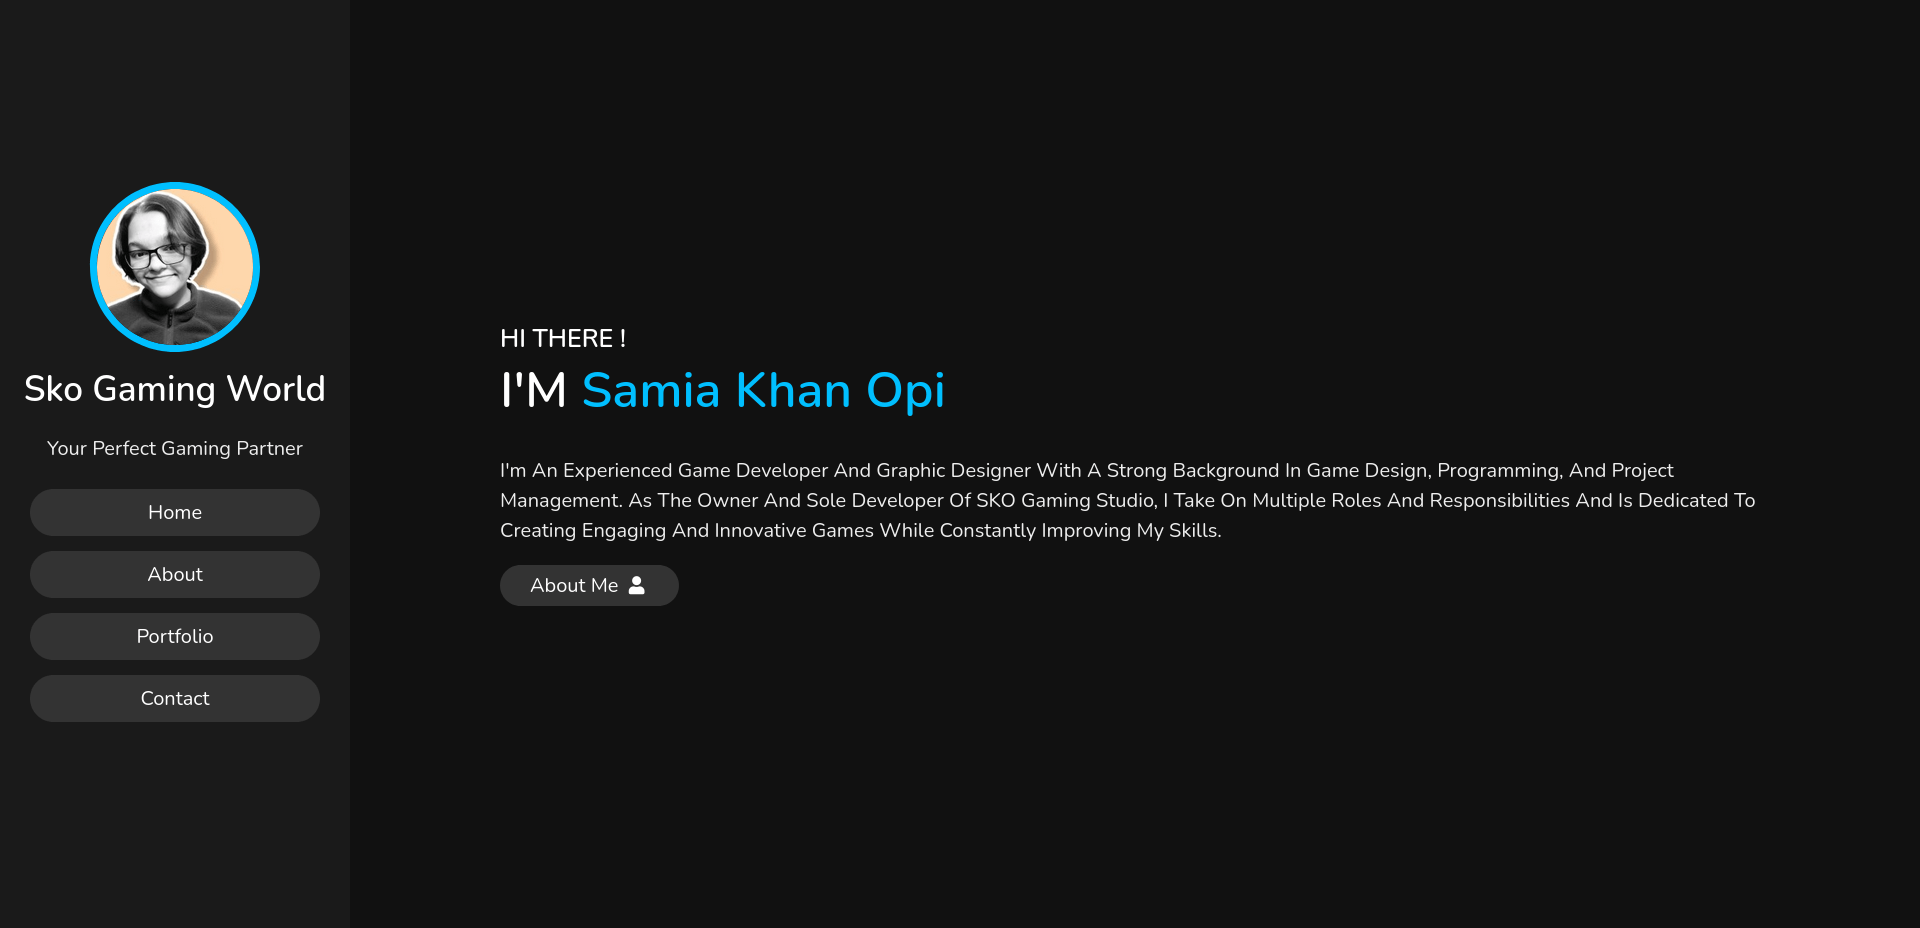 Sko Gaming World
Your Perfect Gaming Partner
Home
About
Portfolio
Contact
HI THERE !
I'M Samia Khan Opi
I'm An Experienced Game Developer And Graphic Designer With A Strong Background In Game Design, Programming, And Project
Management. As The Owner And Sole Developer Of SKO Gaming Studio, I Take On Multiple Roles And Responsibilities And Is Dedicated To
Creating Engaging And Innovative Games While Constantly Improving My Skills.
About Me